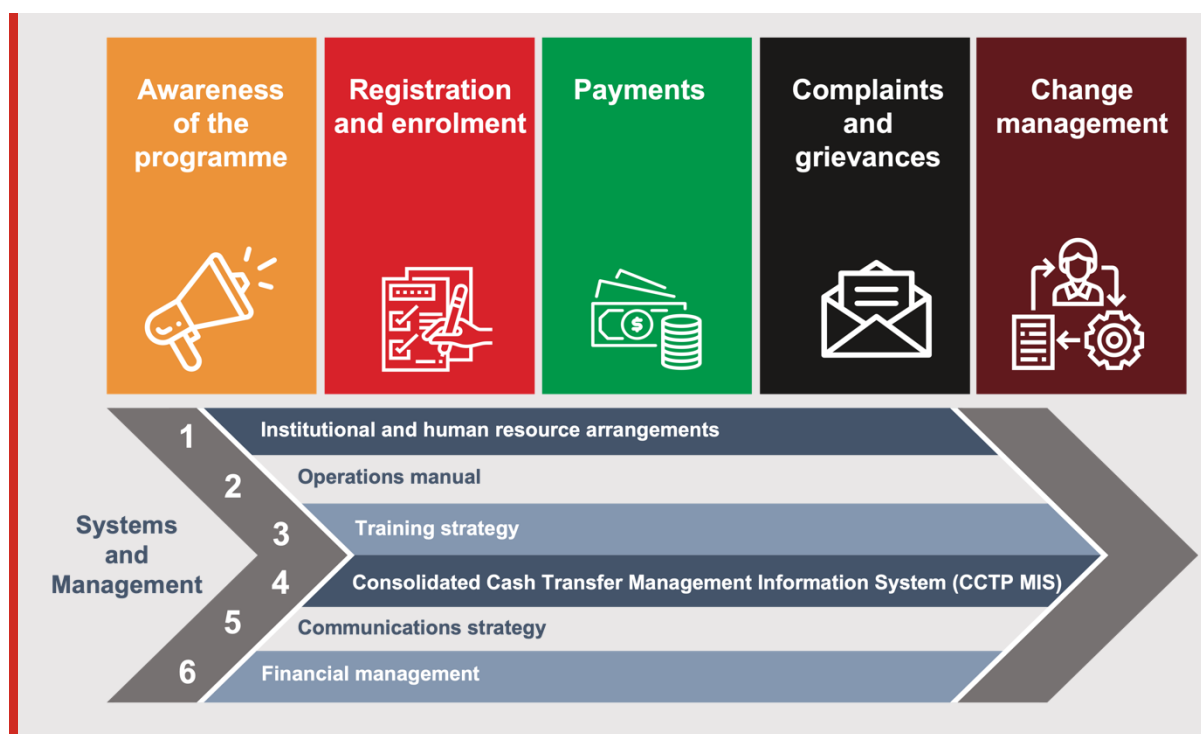 Awareness
of the
programme
Registration
and enrolment
Payments
Complaints
and
grievances
Change
management
$
Systems
and
Management
1
Institutional and human resource arrangements
2
Operations manual
3
Training strategy
4
Consolidated Cash Transfer Management Information System (CCTP MIS)
5
Communications strategy
6
Financial management